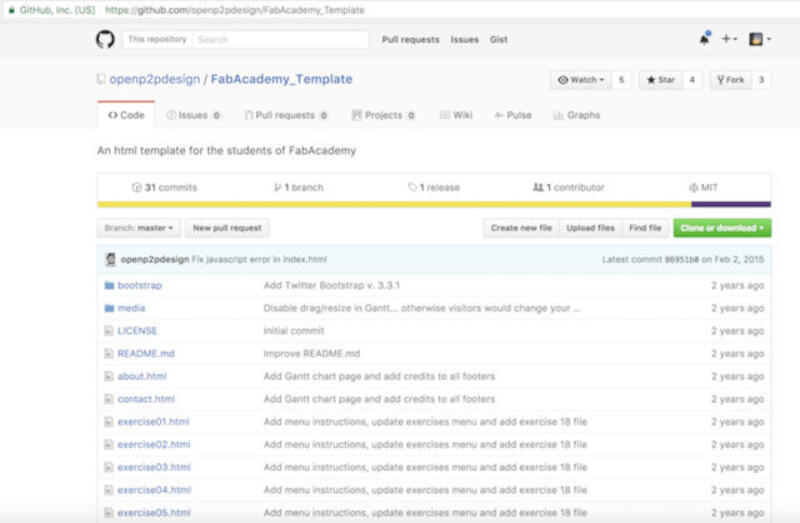 GitHub, Inc. [US] https://github.com/openp2pdesign/FabAcademy_Template
This repository Search Pull requests Issues Gist
openp2pdesign / FabAcademy_Template Watch 5 Star 4 Fork 3
Code Issues 0 Pull requests 0 Projects 0 Wiki Pulse Graphs
An html template for the students of FabAcademy
31 commits 1 branch 1 release 1 contributor MIT
Branch: master New pull request Create new file Upload files Find file Clone or download
openp2pdesign Fix javascript error in index.html Latest commit 86951b0 on Feb 2, 2015
bootstrap Add Twitter Bootstrap v. 3.3.1 2 years ago
media Disable drag/resize in Gantt... otherwise visitors would change your ... 2 years ago
LICENSE Initial commit 2 years ago
README.md Improve README.md 2 years ago
about.html Add Gantt chart page and add credits to all footers 2 years ago
contact.html Add Gantt chart page and add credits to all footers 2 years ago
exercise01.html Add menu instructions, update exercises menu and add exercise 18 file 2 years ago
exercise02.html Add menu instructions, update exercises menu and add exercise 18 file 2 years ago
exercise03.html Add menu instructions, update exercises menu and add exercise 18 file 2 years ago
exercise04.html Add menu instructions, update exercises menu and add exercise 18 file 2 years ago
exercise05.html Add menu instructions, update exercises menu and add exercise 18 file 2 years ago